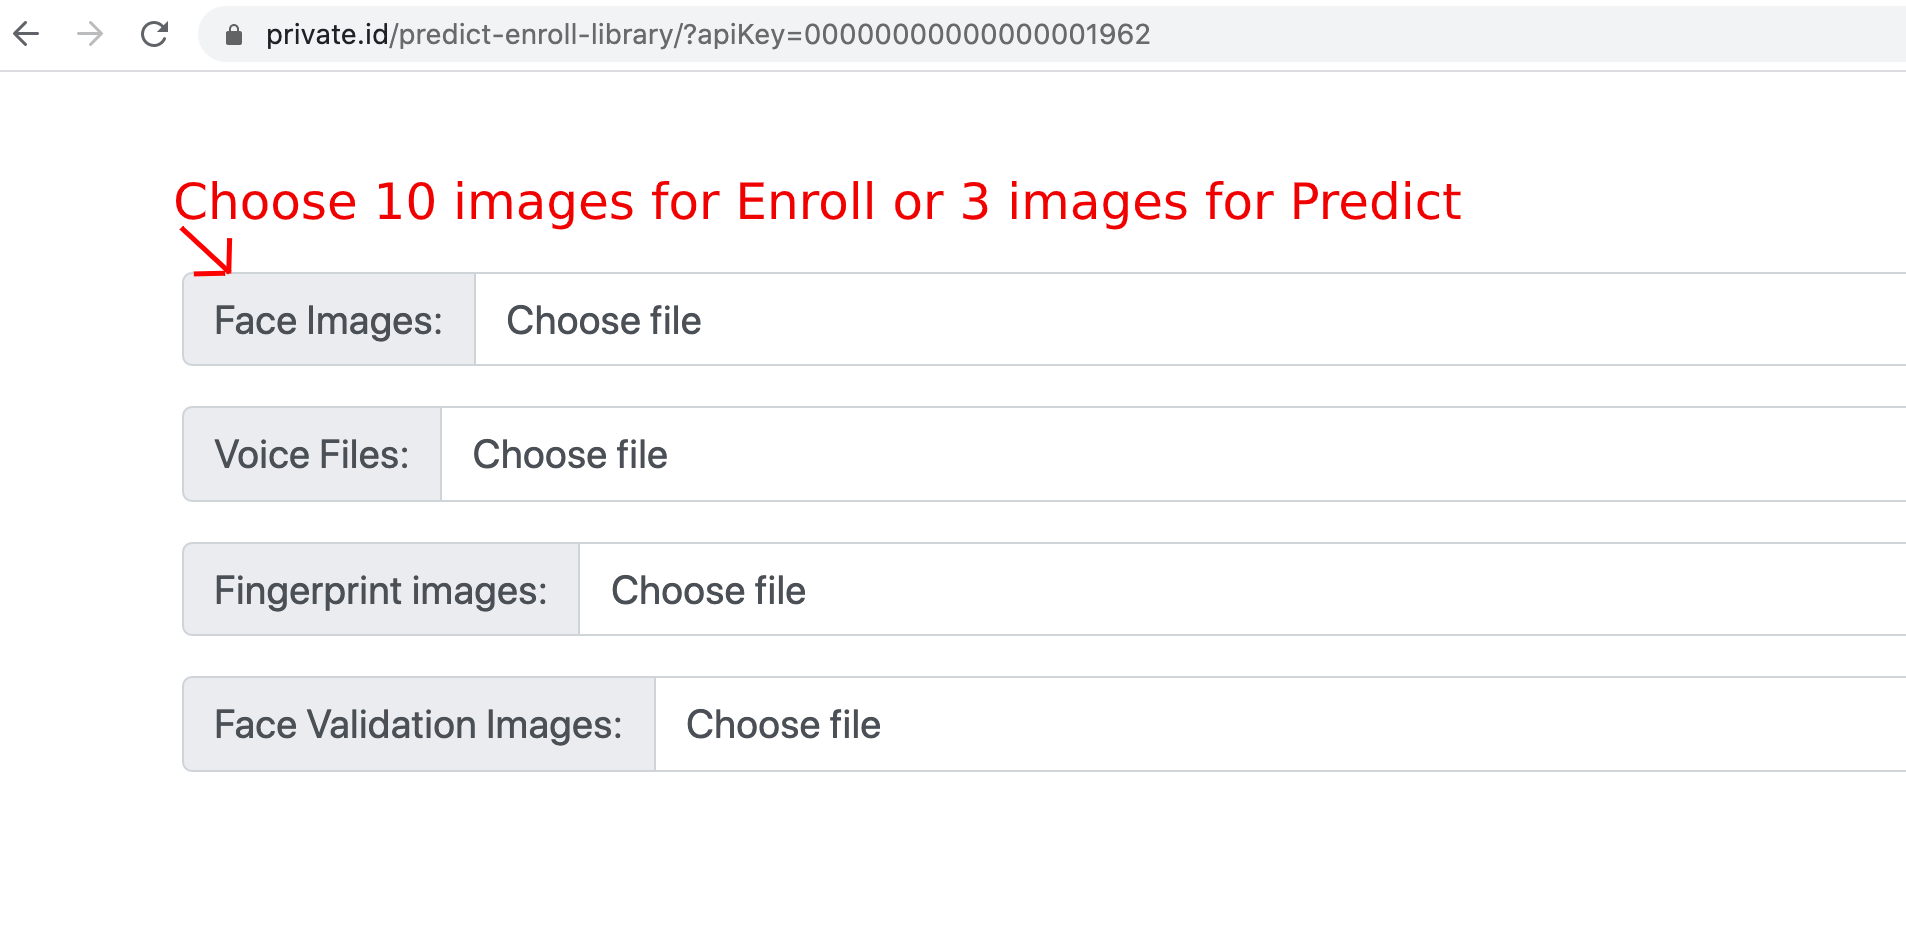 private.id/predict-enroll-library/?apiKey=00000000000000001962
Choose 10 images for Enroll or 3 images for Predict
Face Images: Choose file
Voice Files: Choose file
Fingerprint images: Choose file
Face Validation Images: Choose file